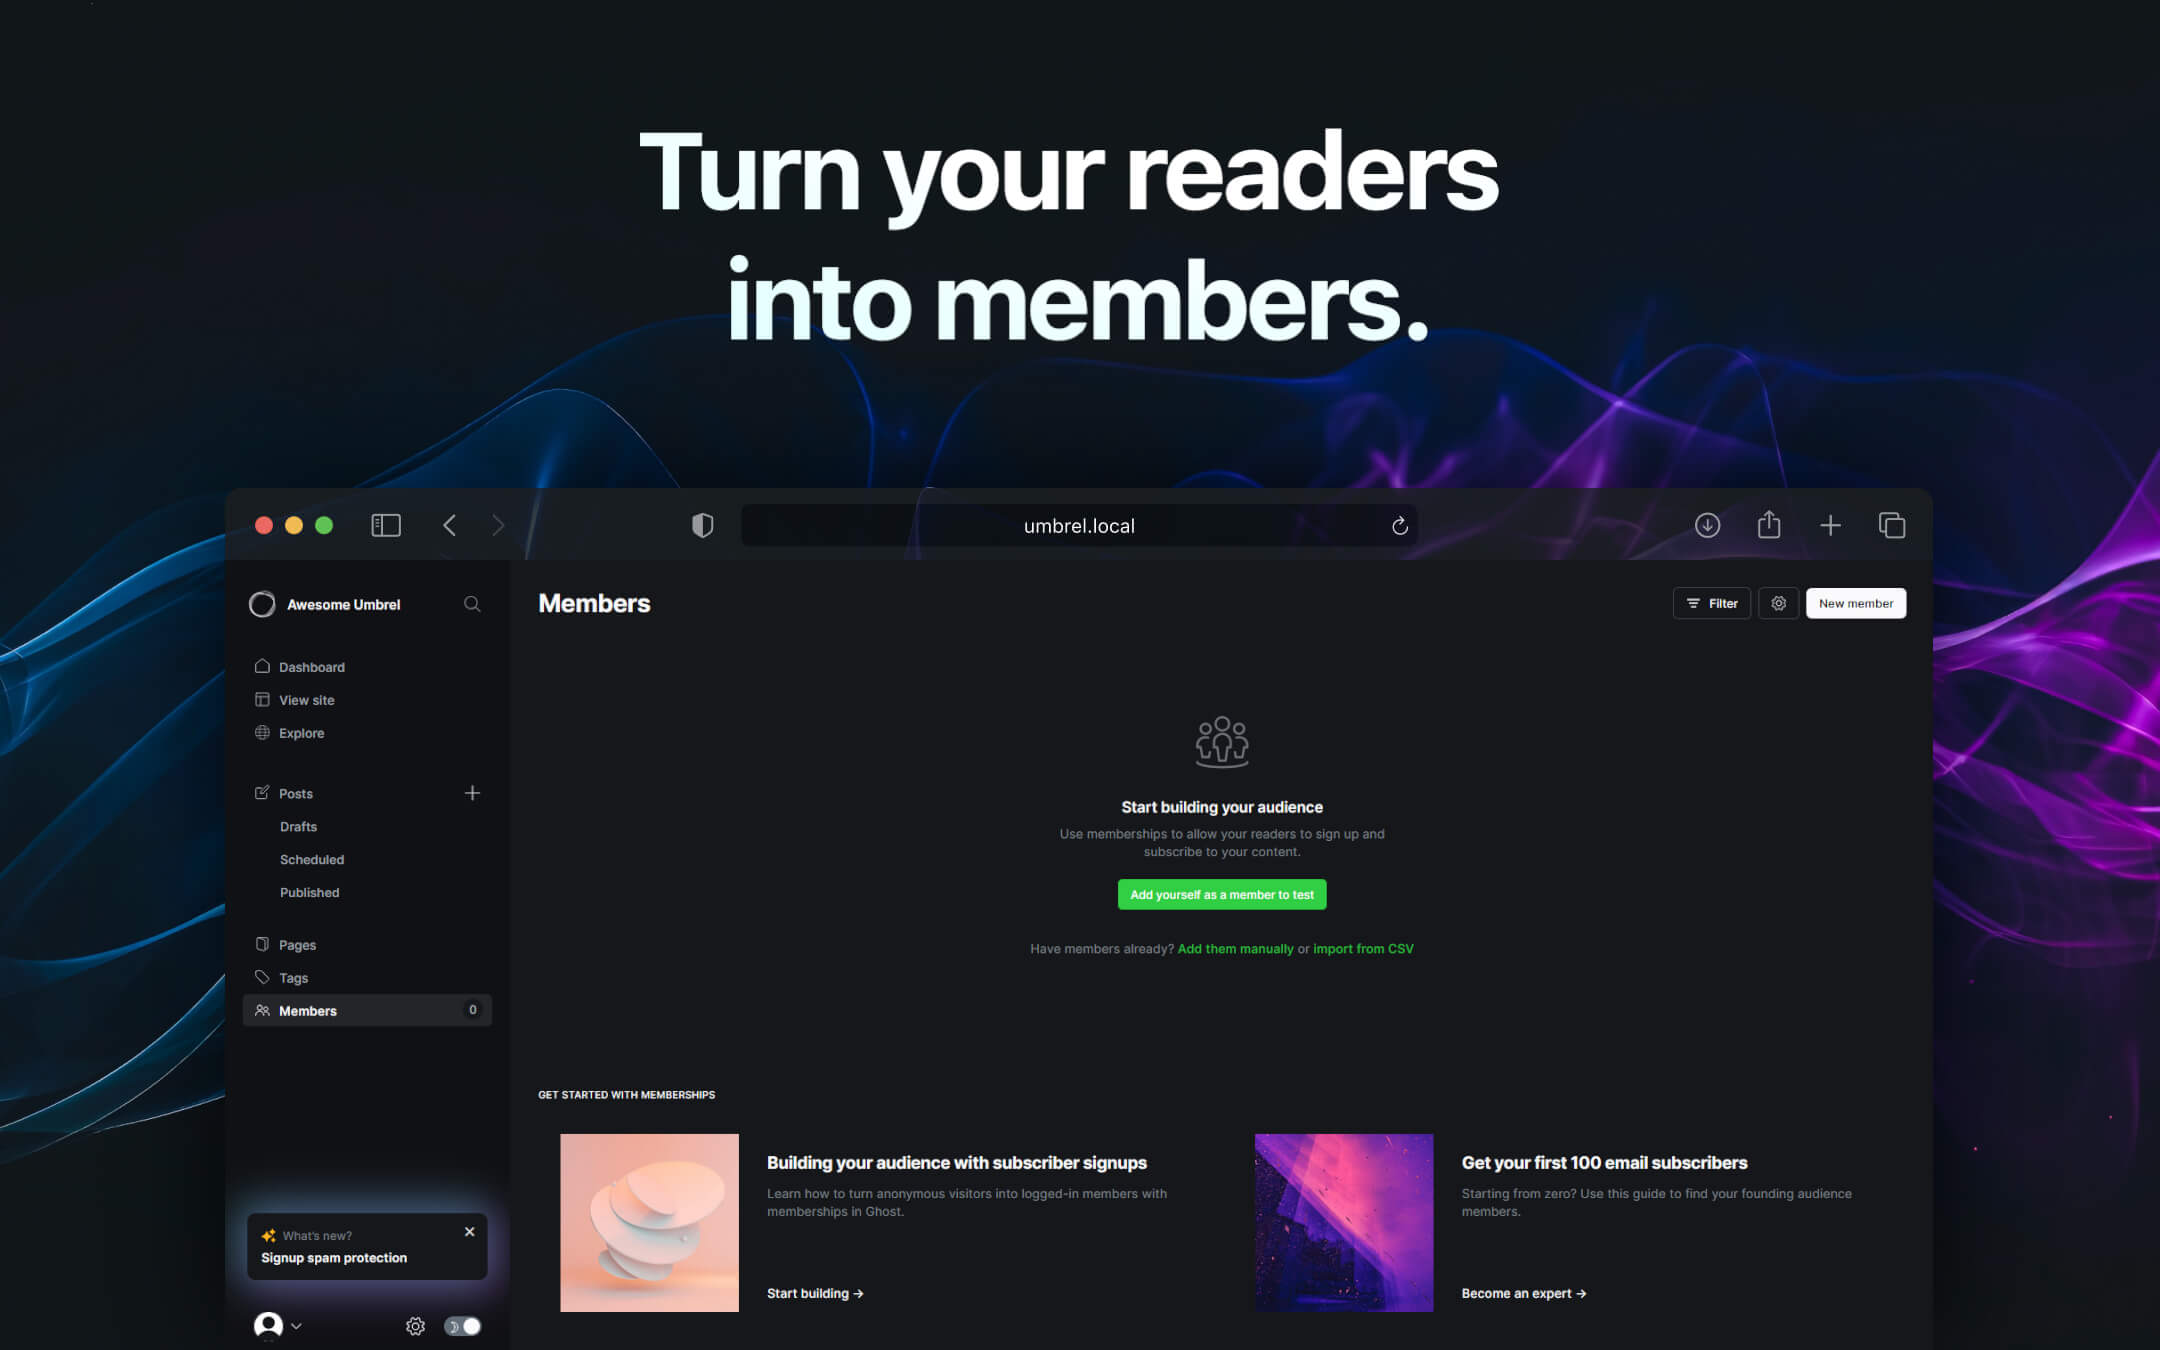 Turn your readers
into members.
umbrel.local
Awesome Umbrel
Members
Filter
New member
Dashboard
View site
Explore
Posts
Drafts
Scheduled
Published
Pages
Tags
Members 0
Start building your audience
Use memberships to allow your readers to sign up and
subscribe to your content.
Add yourself as a member to test
Have members already? Add them manually or import from CSV
GET STARTED WITH MEMBERSHIPS
Building your audience with subscriber signups
Learn how to turn anonymous visitors into logged-in members with
memberships in Ghost.
Start building →
Get your first 100 email subscribers
Starting from zero? Use this guide to find your founding audience
members.
Become an expert →
What's new?
Signup spam protection